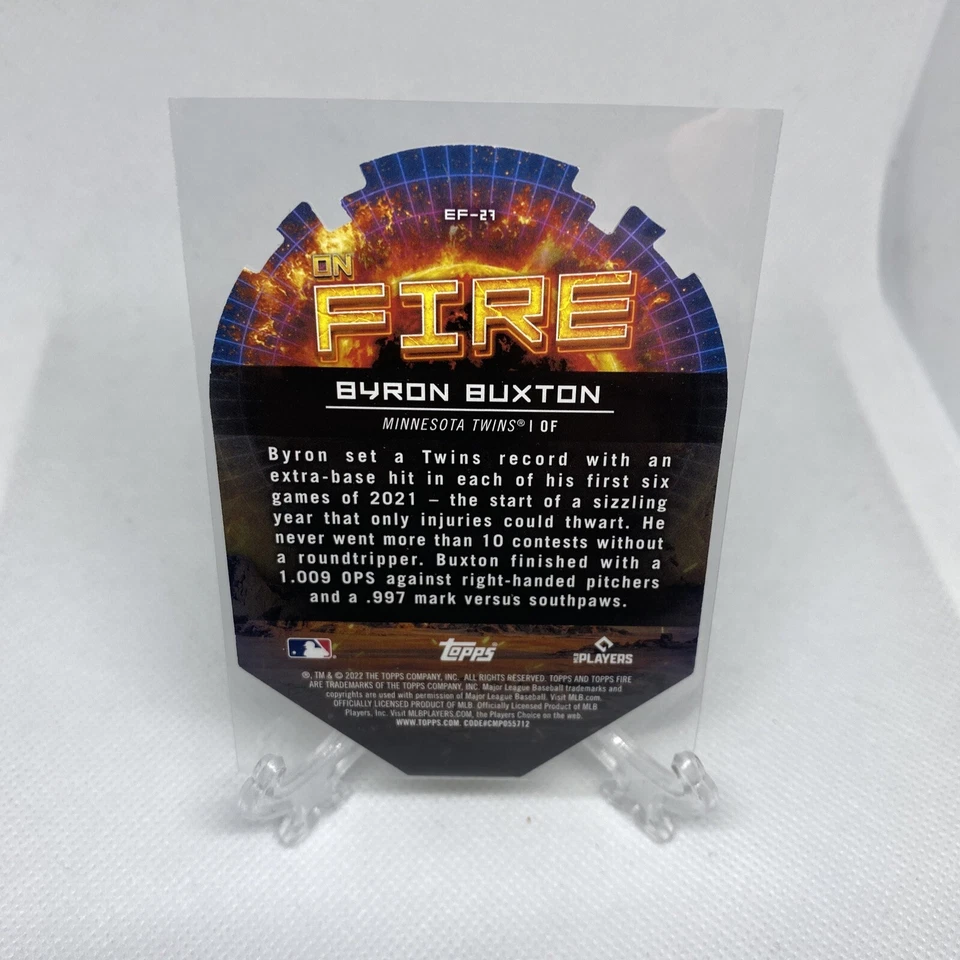 EF-27
ON
FIRE
BYRON BUXTON
MINNESOTA TWINS® | OF
Byron set a Twins record with an
extra-base hit in each of his first six
games of 2021 – the start of a sizzling
year that only injuries could thwart. He
never went more than 10 contests without
a roundtripper. Buxton finished with a
1.009 OPS against right-handed pitchers
and a .997 mark versus southpaws.
topps
PLAYERS
®, TM & © 2022 THE TOPPS COMPANY, INC. ALL RIGHTS RESERVED. TOPPS AND TOPPS FIRE
ARE TRADEMARKS OF THE TOPPS COMPANY, INC. Major League Baseball trademarks and
copyrights are used with permission of Major League Baseball. Visit MLB.com.
OFFICIALLY LICENSED PRODUCT OF MLB. Officially Licensed Product of MLB
Players, Inc. Visit MLBPLAYERS.COM, the Players Choice on the web.
WWW.TOPPS.COM CODE#CMP055712